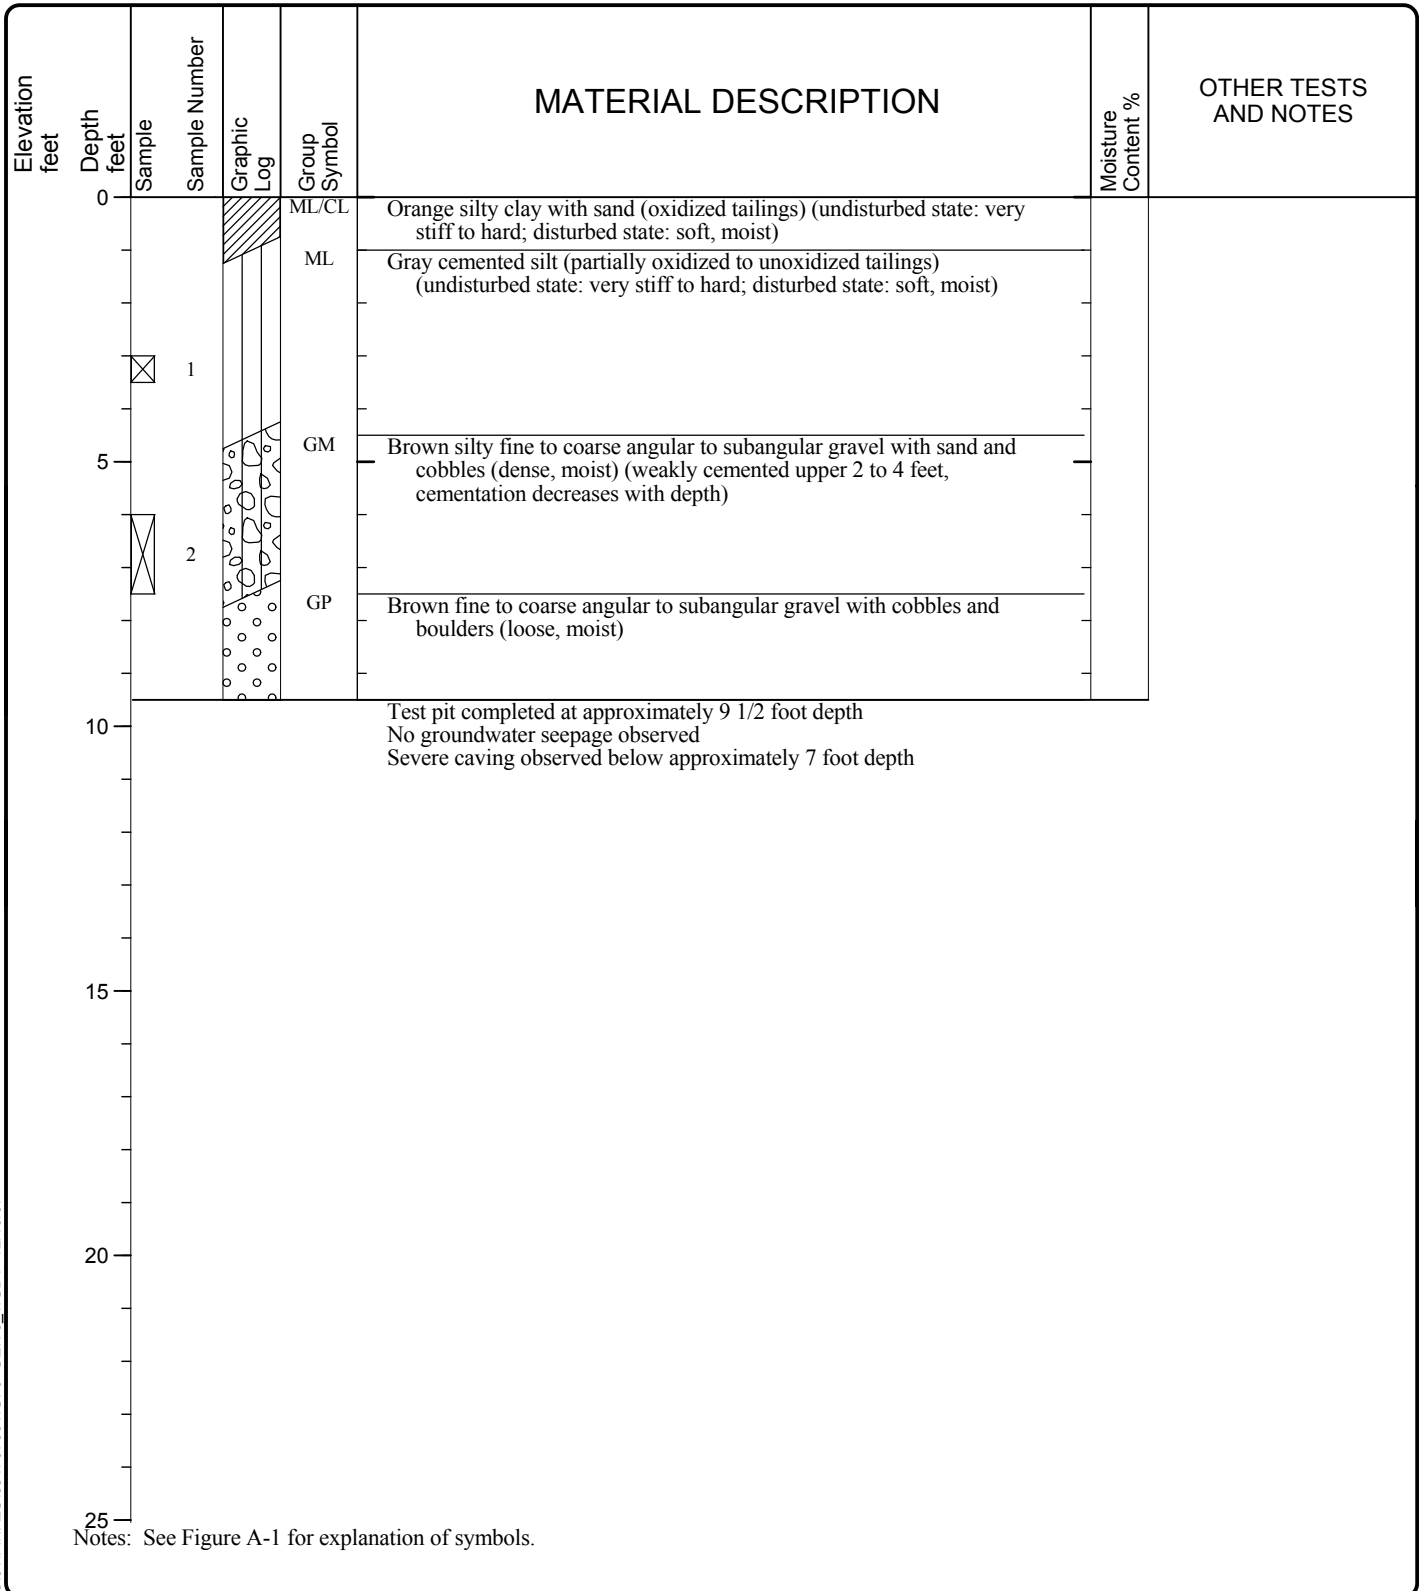 Elevation
feet
Depth
feet
Sample
Sample Number
Graphic
Log
Group
Symbol
MATERIAL DESCRIPTION
Moisture
Content %
OTHER TESTS
AND NOTES
0
ML/CL
Orange silty clay with sand (oxidized tailings) (undisturbed state: very
stiff to hard; disturbed state: soft, moist)
ML
Gray cemented silt (partially oxidized to unoxidized tailings)
(undisturbed state: very stiff to hard; disturbed state: soft, moist)
1
GM
Brown silty fine to coarse angular to subangular gravel with sand and
cobbles (dense, moist) (weakly cemented upper 2 to 4 feet,
cementation decreases with depth)
5
2
GP
Brown fine to coarse angular to subangular gravel with cobbles and
boulders (loose, moist)
Test pit completed at approximately 9 1/2 foot depth
10
No groundwater seepage observed
Severe caving observed below approximately 7 foot depth
15
20
25
Notes: See Figure A-1 for explanation of symbols.